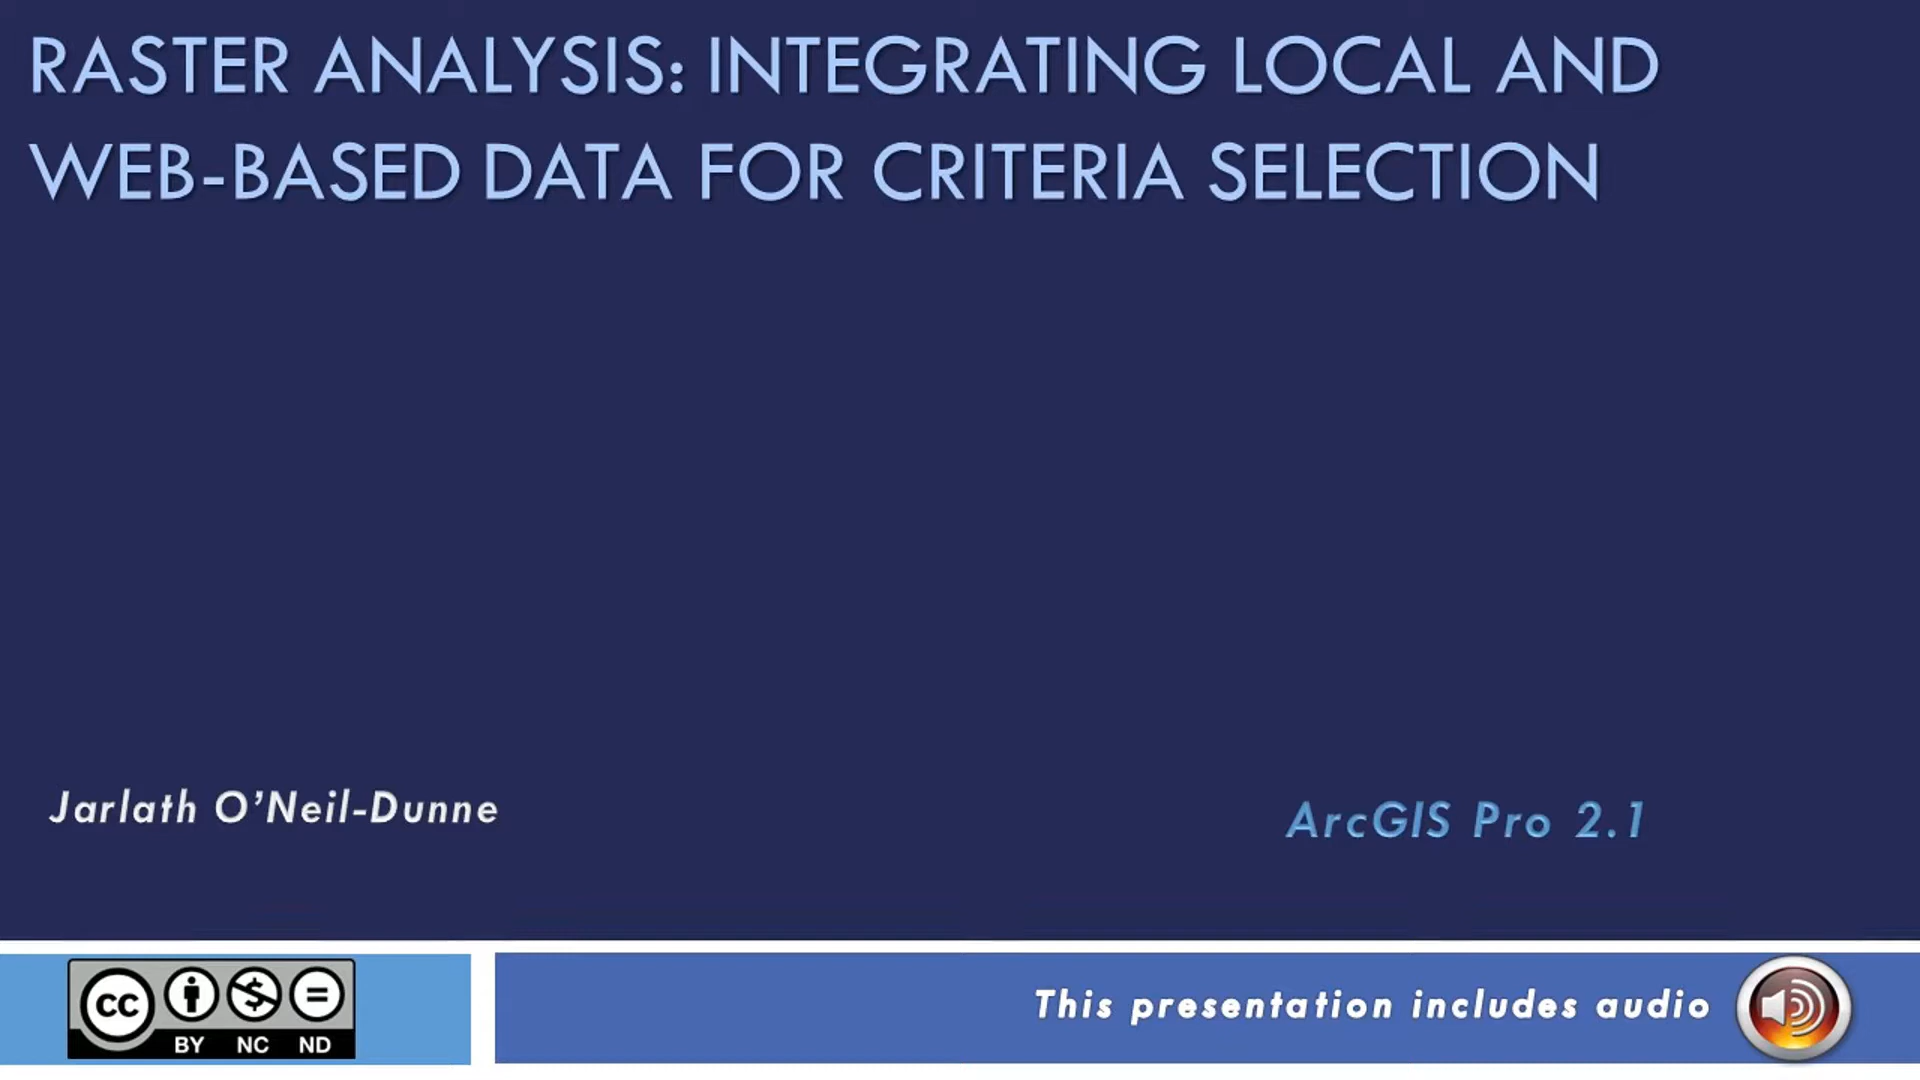 RASTER ANALYSIS: INTEGRATING LOCAL AND
WEB-BASED DATA FOR CRITERIA SELECTION
Jarlath O’Neil-Dunne
ArcGIS Pro 2.1
cc
BY NC ND
This presentation includes audio